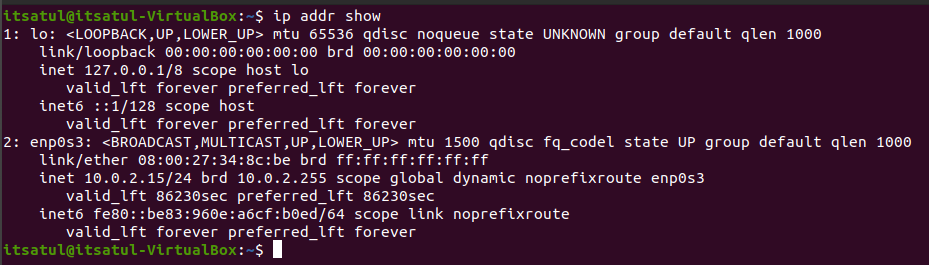 itsatul@itsatul-VirtualBox:~$ ip addr show
1: lo: <LOOPBACK,UP,LOWER_UP> mtu 65536 qdisc noqueue state UNKNOWN group default qlen 1000
    link/loopback 00:00:00:00:00:00 brd 00:00:00:00:00:00
    inet 127.0.0.1/8 scope host lo
       valid_lft forever preferred_lft forever
    inet6 ::1/128 scope host
       valid_lft forever preferred_lft forever
2: enp0s3: <BROADCAST,MULTICAST,UP,LOWER_UP> mtu 1500 qdisc fq_codel state UP group default qlen 1000
    link/ether 08:00:27:34:8c:be brd ff:ff:ff:ff:ff:ff
    inet 10.0.2.15/24 brd 10.0.2.255 scope global dynamic noprefixroute enp0s3
       valid_lft 86230sec preferred_lft 86230sec
    inet6 fe80::be83:960e:a6cf:b0ed/64 scope link noprefixroute
       valid_lft forever preferred_lft forever
itsatul@itsatul-VirtualBox:~$